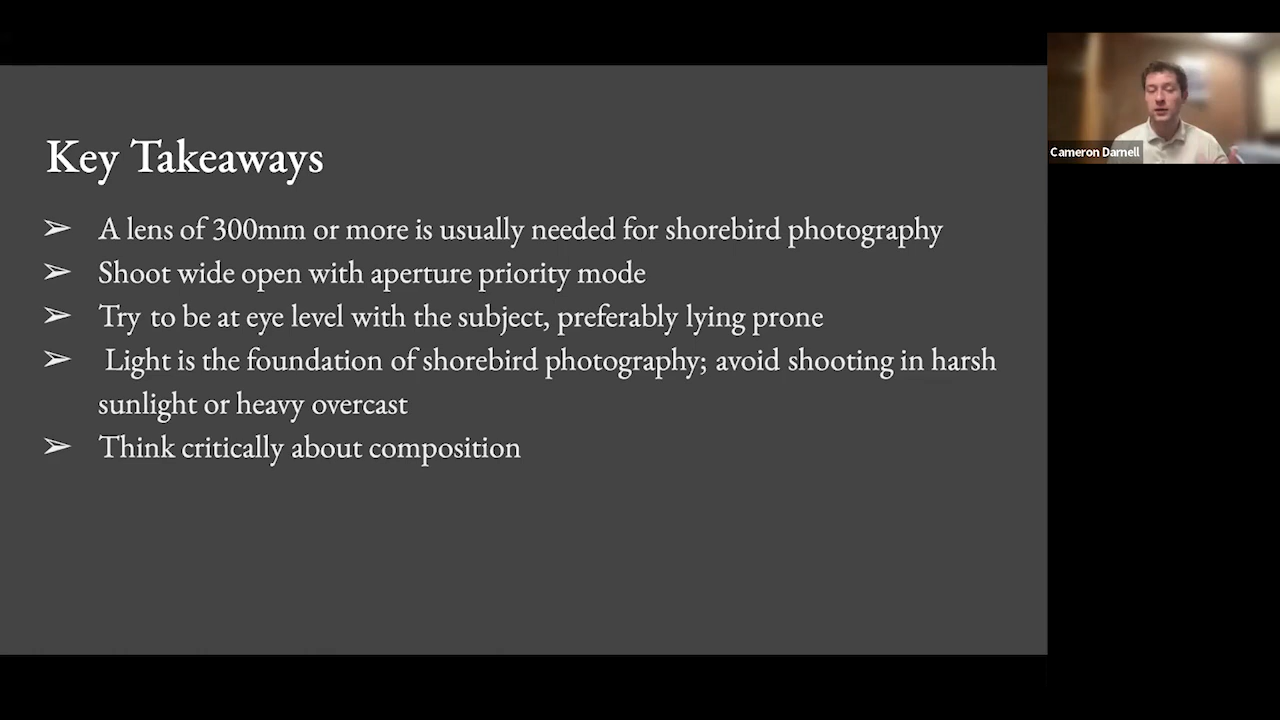 Key Takeaways
➢ A lens of 300mm or more is usually needed for shorebird photography
➢ Shoot wide open with aperture priority mode
➢ Try to be at eye level with the subject, preferably lying prone
➢ Light is the foundation of shorebird photography; avoid shooting in harsh
sunlight or heavy overcast
➢ Think critically about composition
Cameron Darnell